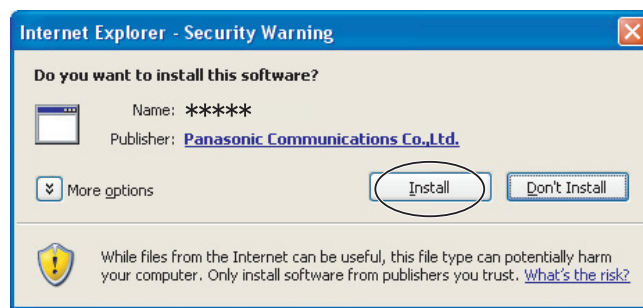 Internet Explorer - Security Warning
Do you want to install this software?
Name: *****
Publisher: Panasonic Communications Co.,Ltd.
More options
Install
Don't Install
While files from the Internet can be useful, this file type can potentially harm
your computer. Only install software from publishers you trust. What's the risk?